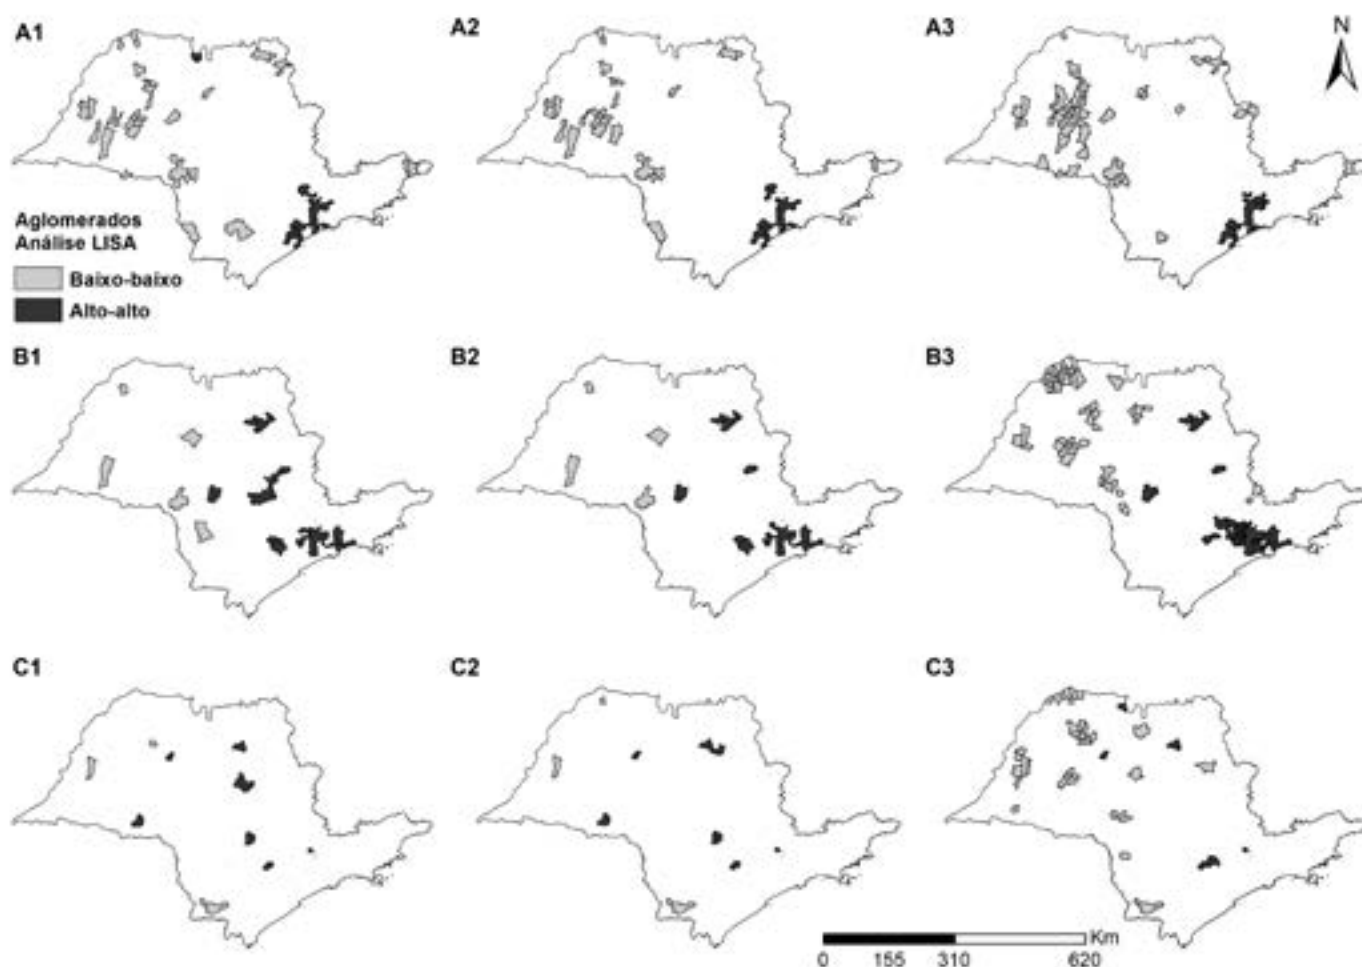 A1
A2
A3
N
Aglomerados
Análise LISA
Baixo-baixo
Alto-alto
B1
B2
B3
C1
C2
C3
Km
0 155 310 620